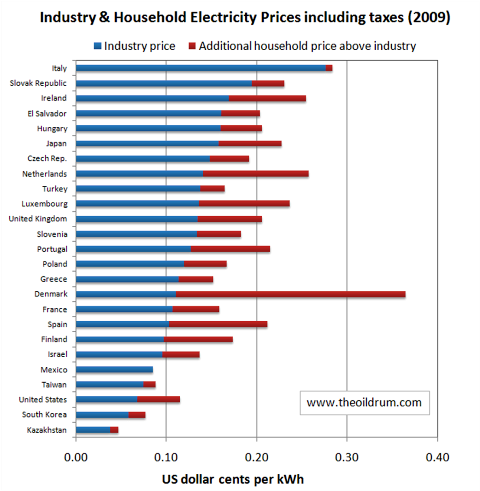 Industry & Household Electricity Prices including taxes (2009)
Industry price Additional household price above industry
Italy
Slovak Republic
Ireland
El Salvador
Hungary
Japan
Czech Rep.
Netherlands
Turkey
Luxembourg
United Kingdom
Slovenia
Portugal
Poland
Greece
Denmark
France
Spain
Finland
Israel
Mexico
Taiwan
United States
South Korea
Kazakhstan
www.theoildrum.com
0.00 0.10 0.20 0.30 0.40
US dollar cents per kWh